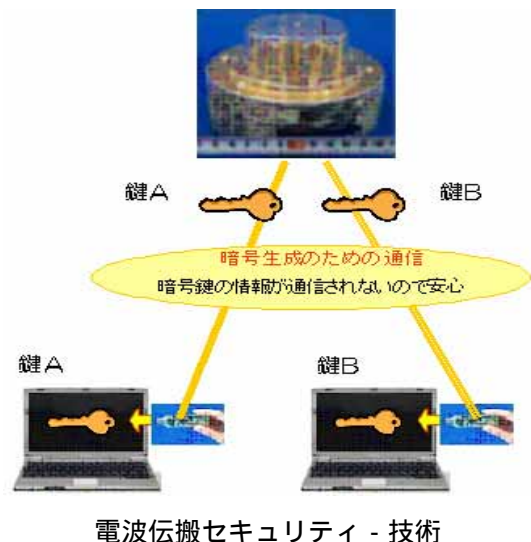 鍵A
鍵B
暗号生成のための通信
暗号鍵の情報が通信されないので安心
鍵A
鍵B
電波伝搬セキュリティ - 技術